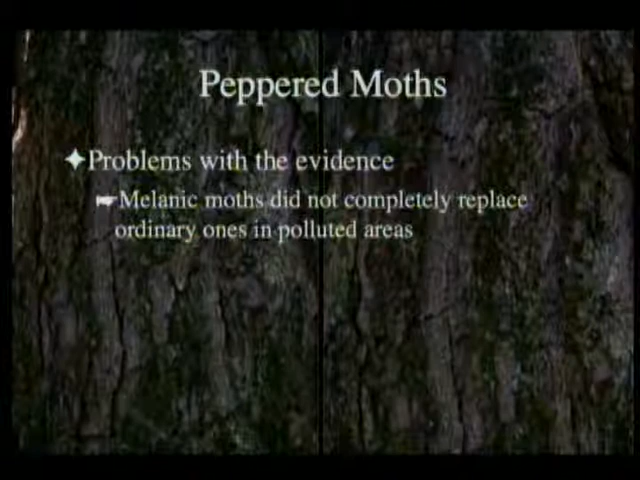 Peppered Moths
Problems with the evidence
Melanic moths did not completely replace
ordinary ones in polluted areas